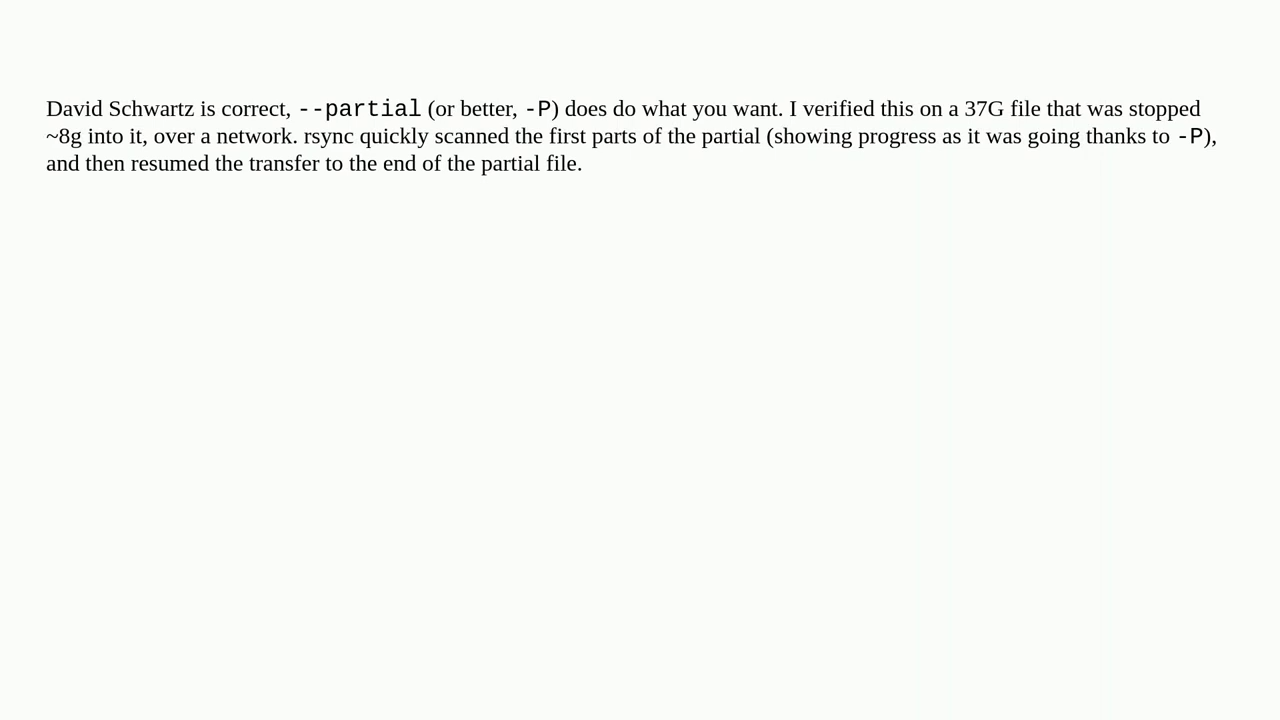 David Schwartz is correct, --partial (or better, -P) does do what you want. I verified this on a 37G file that was stopped
~8g into it, over a network. rsync quickly scanned the first parts of the partial (showing progress as it was going thanks to -P),
and then resumed the transfer to the end of the partial file.